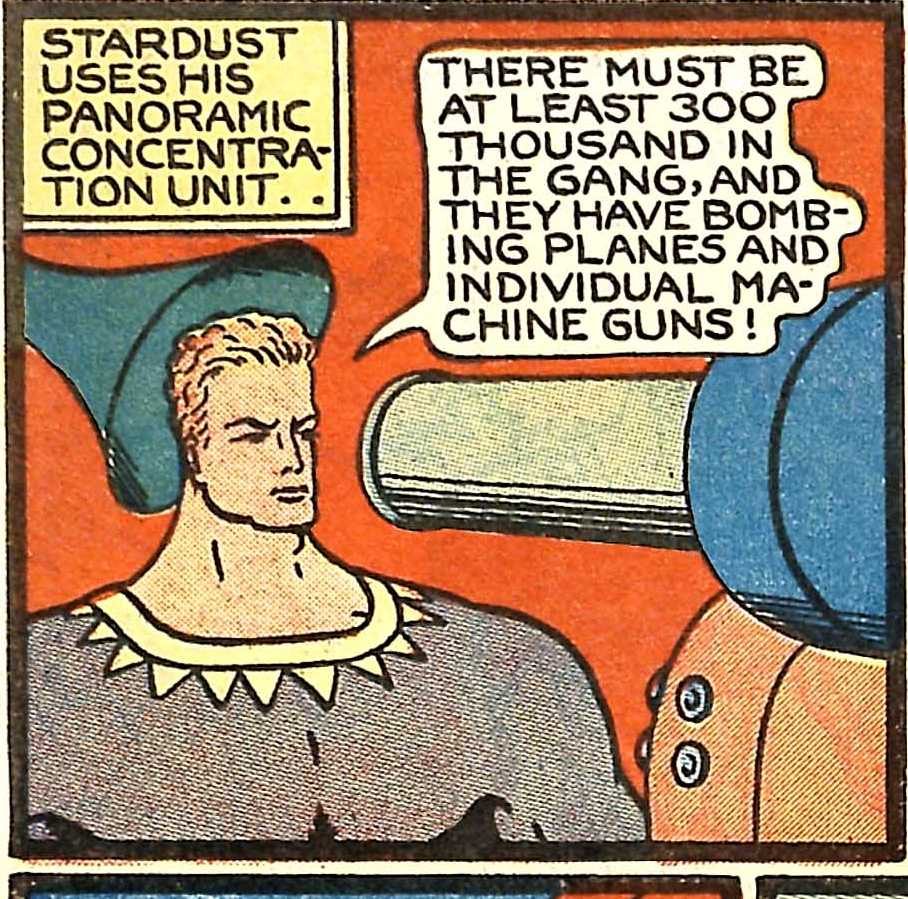 STARDUST
USES HIS
PANORAMIC
CONCENTRA-
TION UNIT..
THERE MUST BE
AT LEAST 300
THOUSAND IN
THE GANG, AND
THEY HAVE BOMB-
ING PLANES AND
INDIVIDUAL MA-
CHINE GUNS!